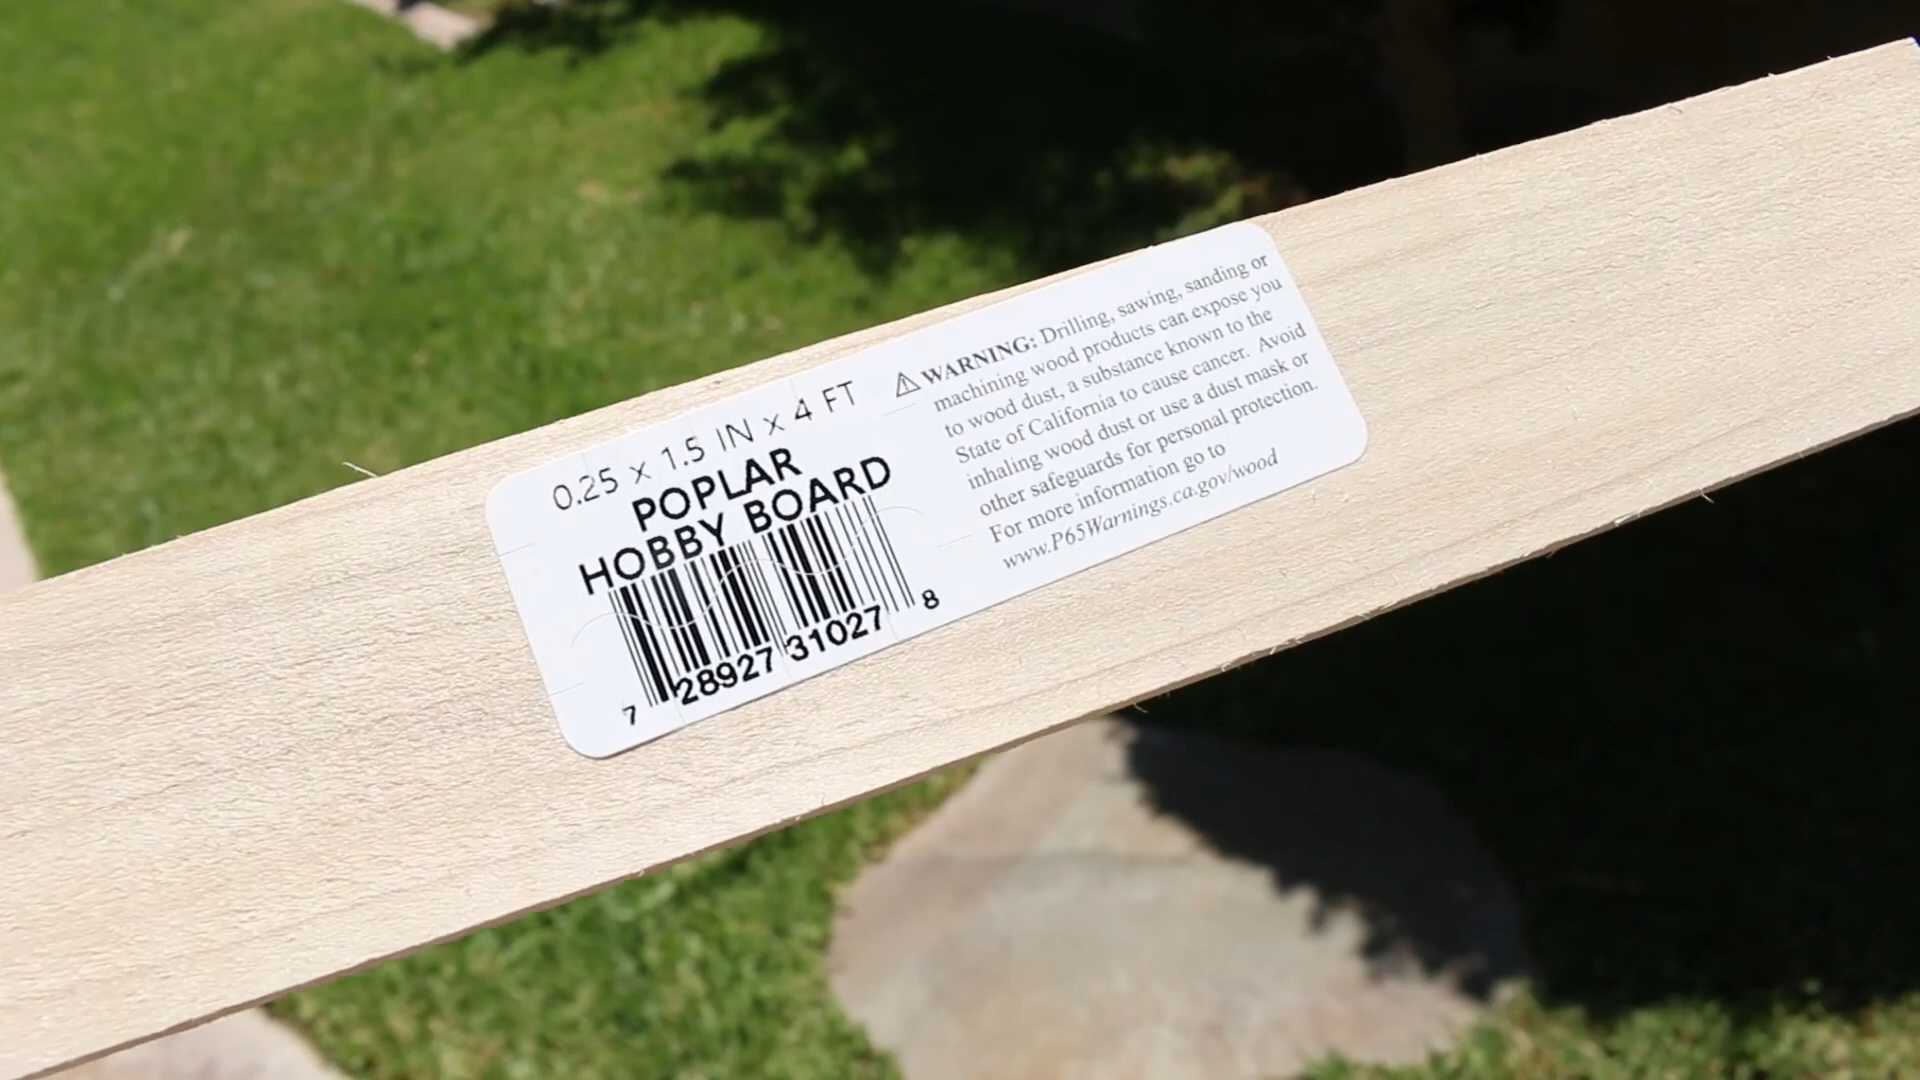 0.25 x 1.5 IN x 4 FT
POPLAR
HOBBY BOARD
7 28927 31027 8
⚠ WARNING: Drilling, sawing, sanding or
machining wood products can expose you
to wood dust, a substance known to the
State of California to cause cancer. Avoid
inhaling wood dust or use a dust mask or
other safeguards for personal protection.
For more information go to
www.P65Warnings.ca.gov/wood